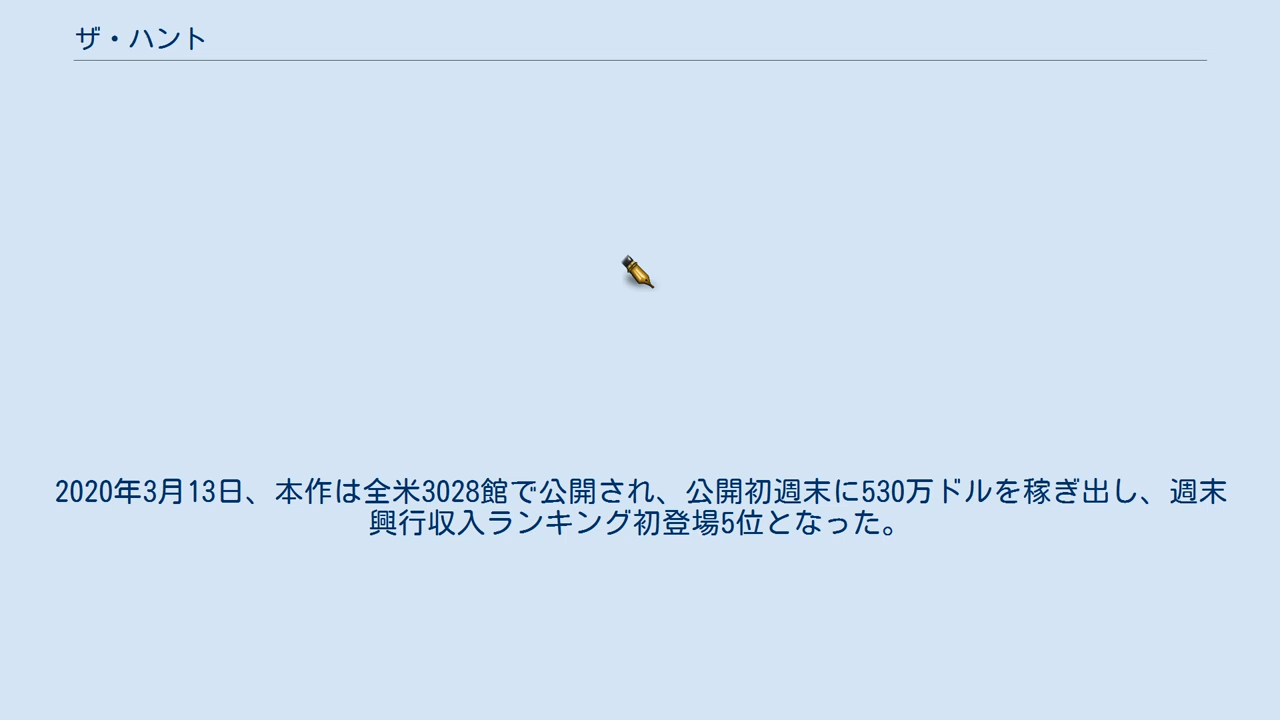 ザ・ハント
2020年3月13日、本作は全米3028館で公開され、公開初週末に530万ドルを稼ぎ出し、週末
興行収入ランキング初登場5位となった。